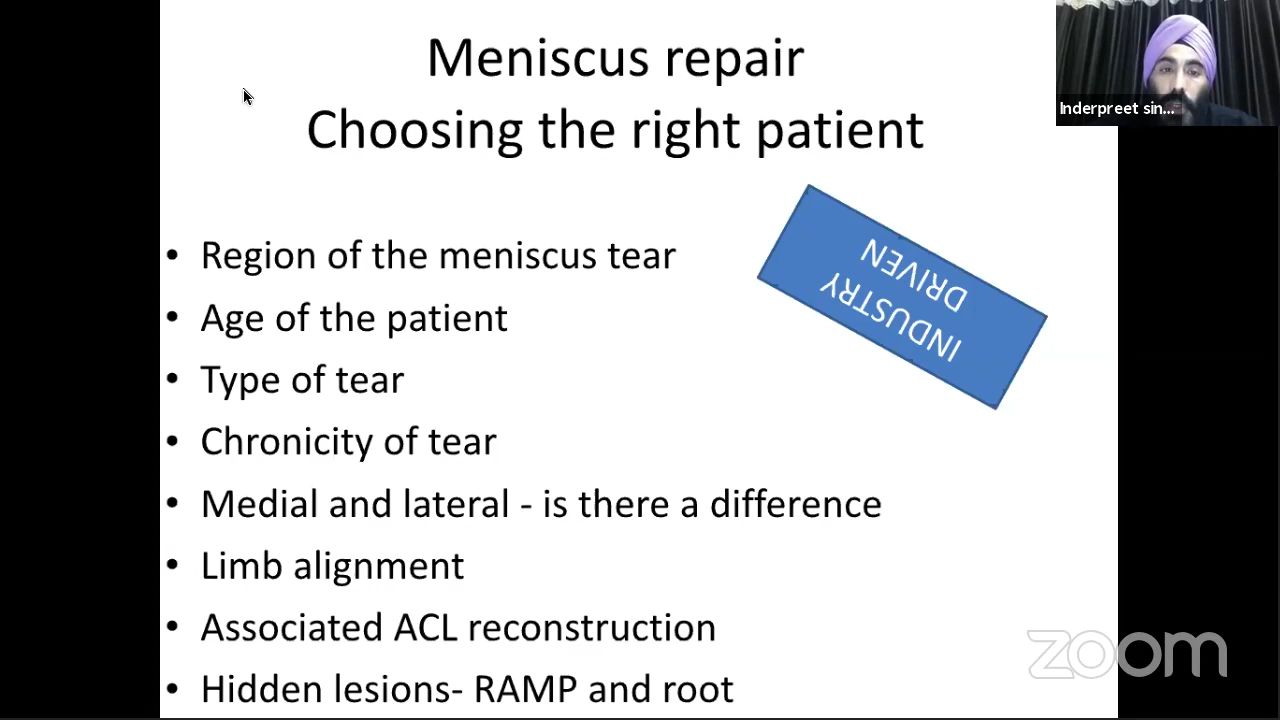 Meniscus repair
Choosing the right patient
Inderpreet sin...
INDUSTRY
DRIVEN
• Region of the meniscus tear
• Age of the patient
• Type of tear
• Chronicity of tear
• Medial and lateral - is there a difference
• Limb alignment
• Associated ACL reconstruction
• Hidden lesions- RAMP and root
zoom